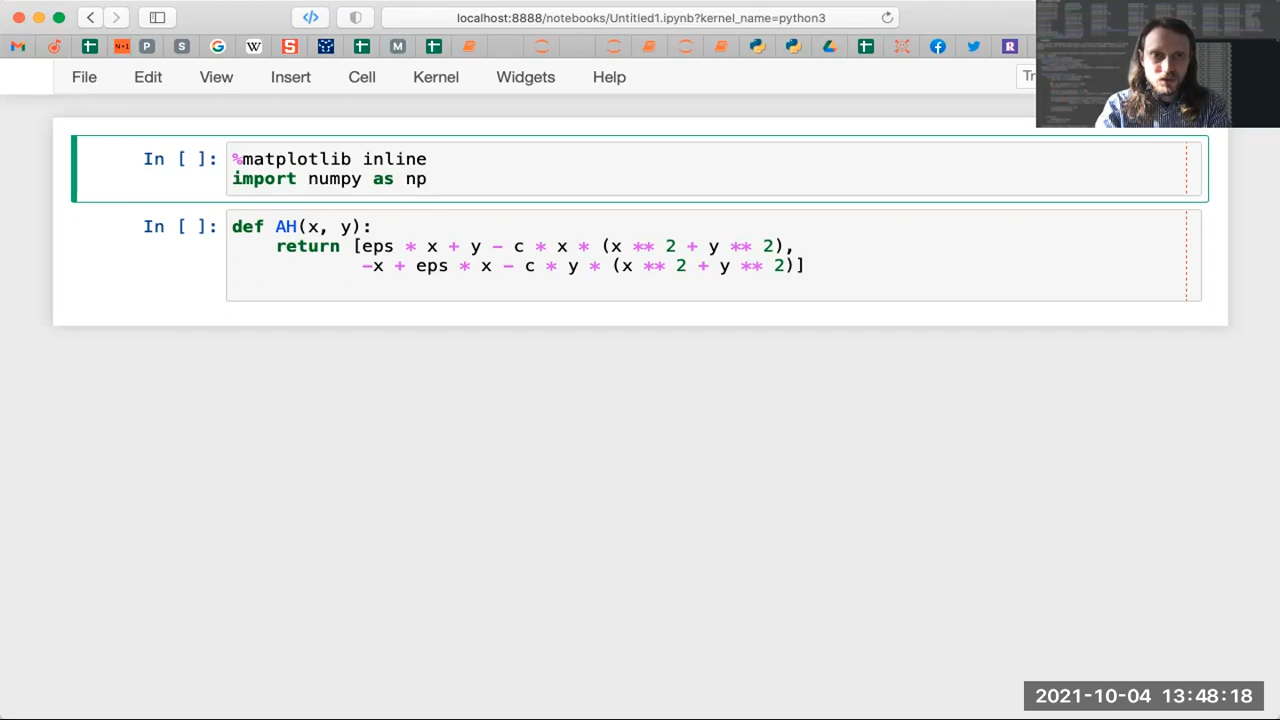 localhost:8888/notebooks/Untitled1.ipynb?kernel_name=python3
File Edit View Insert Cell Kernel Widgets Help Tr
In [ ]: %matplotlib inline
import numpy as np
In [ ]: def AH(x, y):
return [eps * x + y - c * x * (x ** 2 + y ** 2),
-x + eps * x - c * y * (x ** 2 + y ** 2)]
2021-10-04 13:48:18